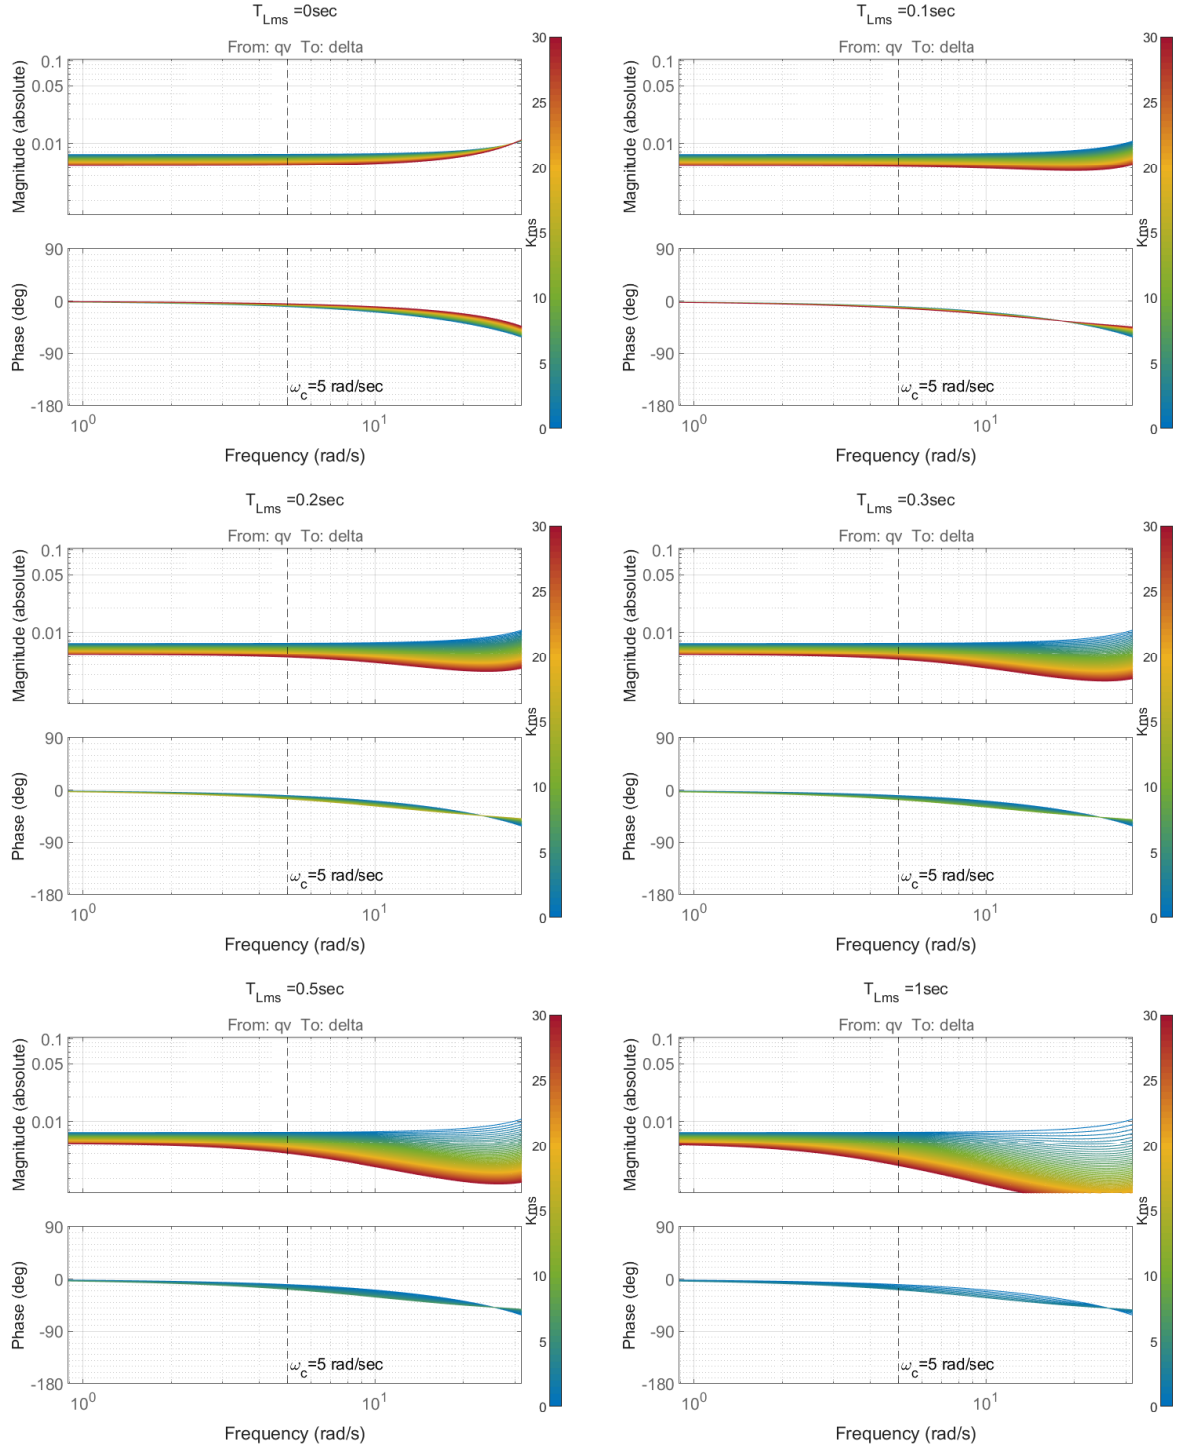 T_Lms =0sec
From: qv To: delta
Magnitude (absolute)
0.1
0.05
0.01
Phase (deg)
90
0
-90
-180
ω_c=5 rad/sec
10^0
10^1
Frequency (rad/s)
30
25
20
15
10
5
0
Kms
T_Lms =0.1sec
From: qv To: delta
Magnitude (absolute)
0.1
0.05
0.01
Phase (deg)
90
0
-90
-180
ω_c=5 rad/sec
10^0
10^1
Frequency (rad/s)
30
25
20
15
10
5
0
Kms
T_Lms =0.2sec
From: qv To: delta
Magnitude (absolute)
0.1
0.05
0.01
Phase (deg)
90
0
-90
-180
ω_c=5 rad/sec
10^0
10^1
Frequency (rad/s)
30
25
20
15
10
5
0
Kms
T_Lms =0.3sec
From: qv To: delta
Magnitude (absolute)
0.1
0.05
0.01
Phase (deg)
90
0
-90
-180
ω_c=5 rad/sec
10^0
10^1
Frequency (rad/s)
30
25
20
15
10
5
0
Kms
T_Lms =0.5sec
From: qv To: delta
Magnitude (absolute)
0.1
0.05
0.01
Phase (deg)
90
0
-90
-180
ω_c=5 rad/sec
10^0
10^1
Frequency (rad/s)
30
25
20
15
10
5
0
Kms
T_Lms =1sec
From: qv To: delta
Magnitude (absolute)
0.1
0.05
0.01
Phase (deg)
90
0
-90
-180
ω_c=5 rad/sec
10^0
10^1
Frequency (rad/s)
30
25
20
15
10
5
0
Kms